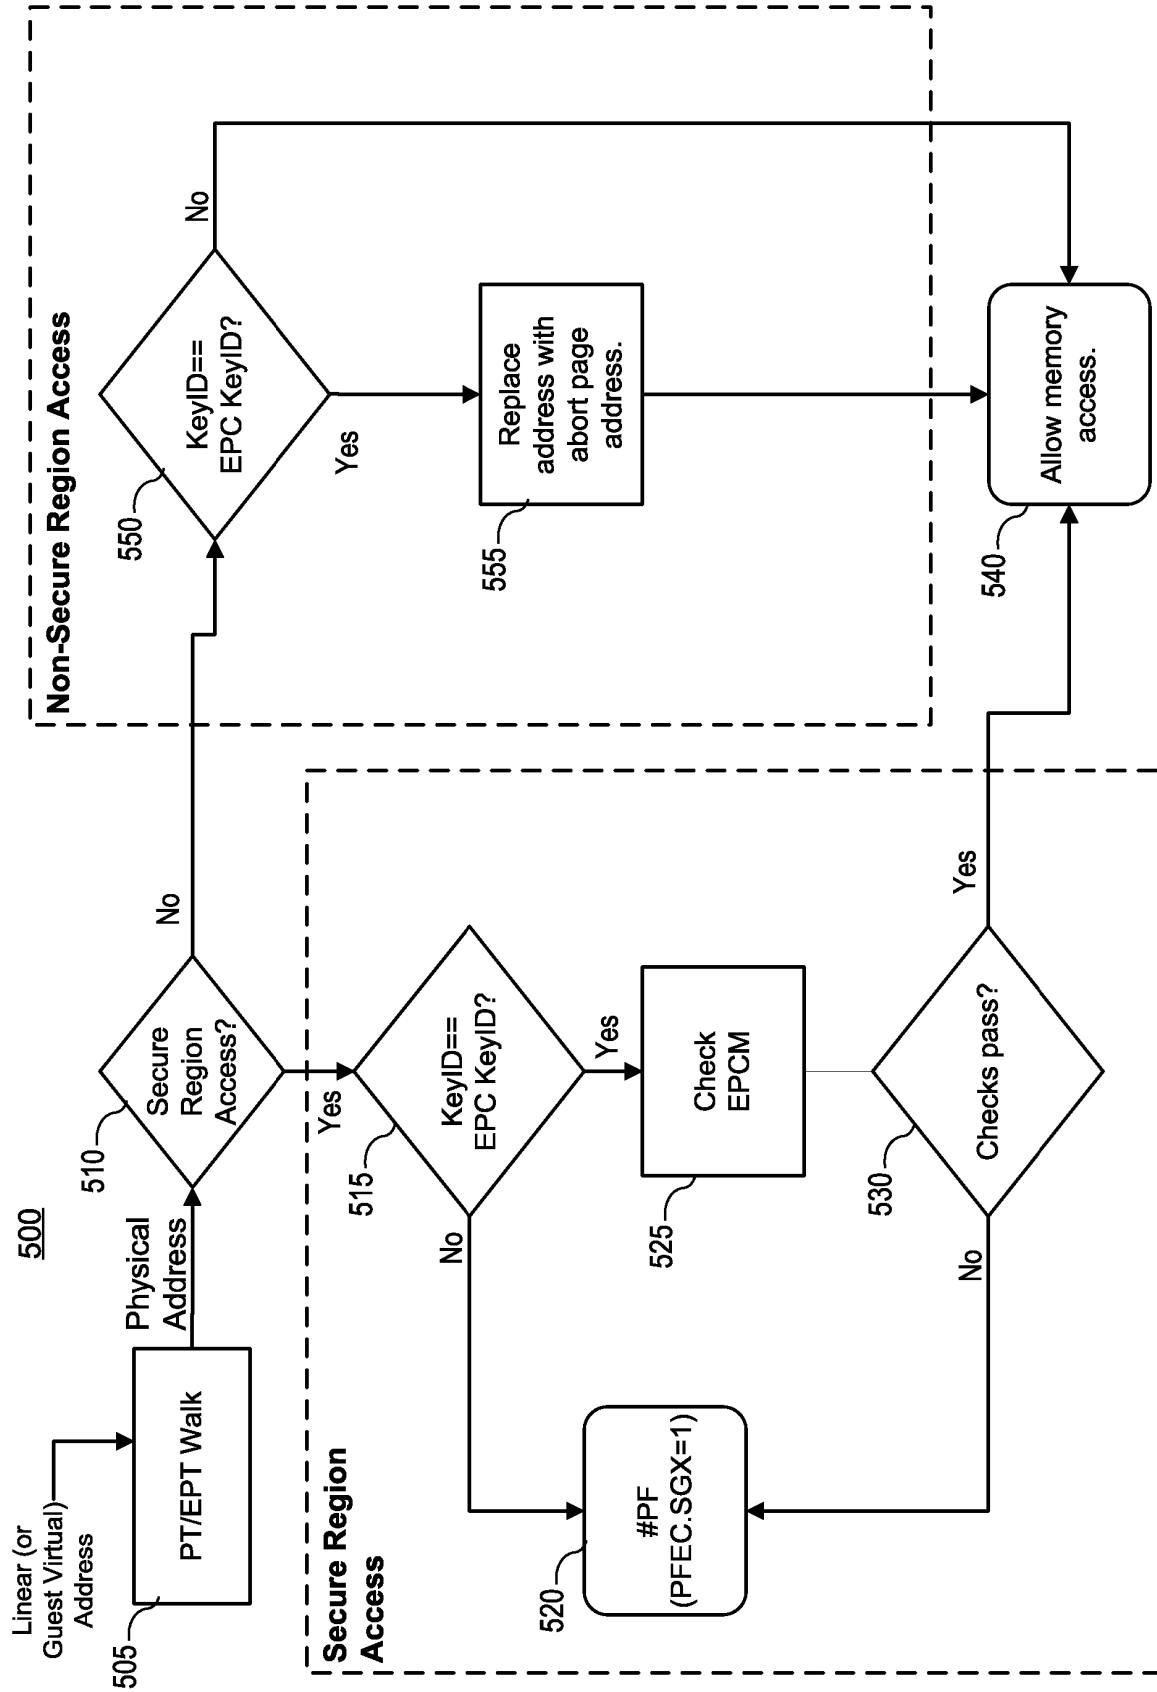 500
Linear (or
Guest Virtual)
Address
505
PT/EPT Walk
Physical
Address
510
Secure
Region
Access?
No
Yes
Non-Secure Region Access
550
KeyID==
EPC KeyID?
No
Yes
555
Replace
address with
abort page
address.
540
Allow memory
access.
Secure Region
Access
515
KeyID==
EPC KeyID?
No
Yes
520
#PF
(PFEC.SGX=1)
525
Check
EPCM
530
Checks pass?
No
Yes